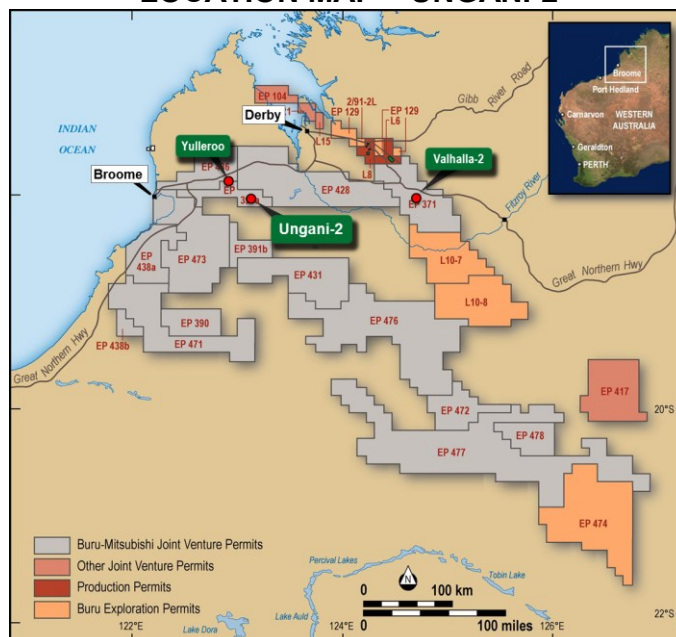 LOCATION MAP – UNGANI-2
EP 104
2/91-2L
EP 129
EP 129
L6
Gibb River Road
INDIAN
OCEAN
Derby
L15
L8
Yulleroo
Valhalla-2
Broome
EP 428
EP 371
Fitzroy River
Ungani-2
EP
438a
EP 473
EP 391b
EP 431
L10-7
L10-8
Great Northern Hwy
EP 390
EP 438b
EP 471
EP 476
Great Northern Hwy
EP 417
20°S
EP 472
EP 478
EP 477
EP 474
Broome
Port Hedland
Carnarvon
WESTERN
AUSTRALIA
Geraldton
PERTH
Buru-Mitsubishi Joint Venture Permits
Other Joint Venture Permits
Production Permits
Buru Exploration Permits
Percival Lakes
Tobin Lake
N
0 100 km
0 100 miles
Lake Auld
Lake Dora
122°E
124°E
126°E
22°S